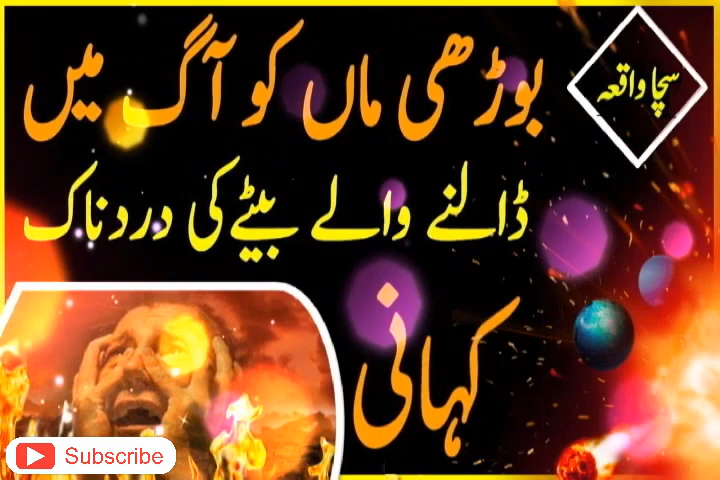 سچا واقعہ
بوڑھی ماں کو آگ میں
ڈالنے والے بیٹے کی دردناک
کہانی
Subscribe